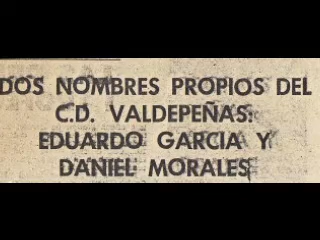 DOS NOMBRES PROPIOS DEL
C.D. VALDEPEÑAS:
EDUARDO GARCIA Y
DANIEL MORALES